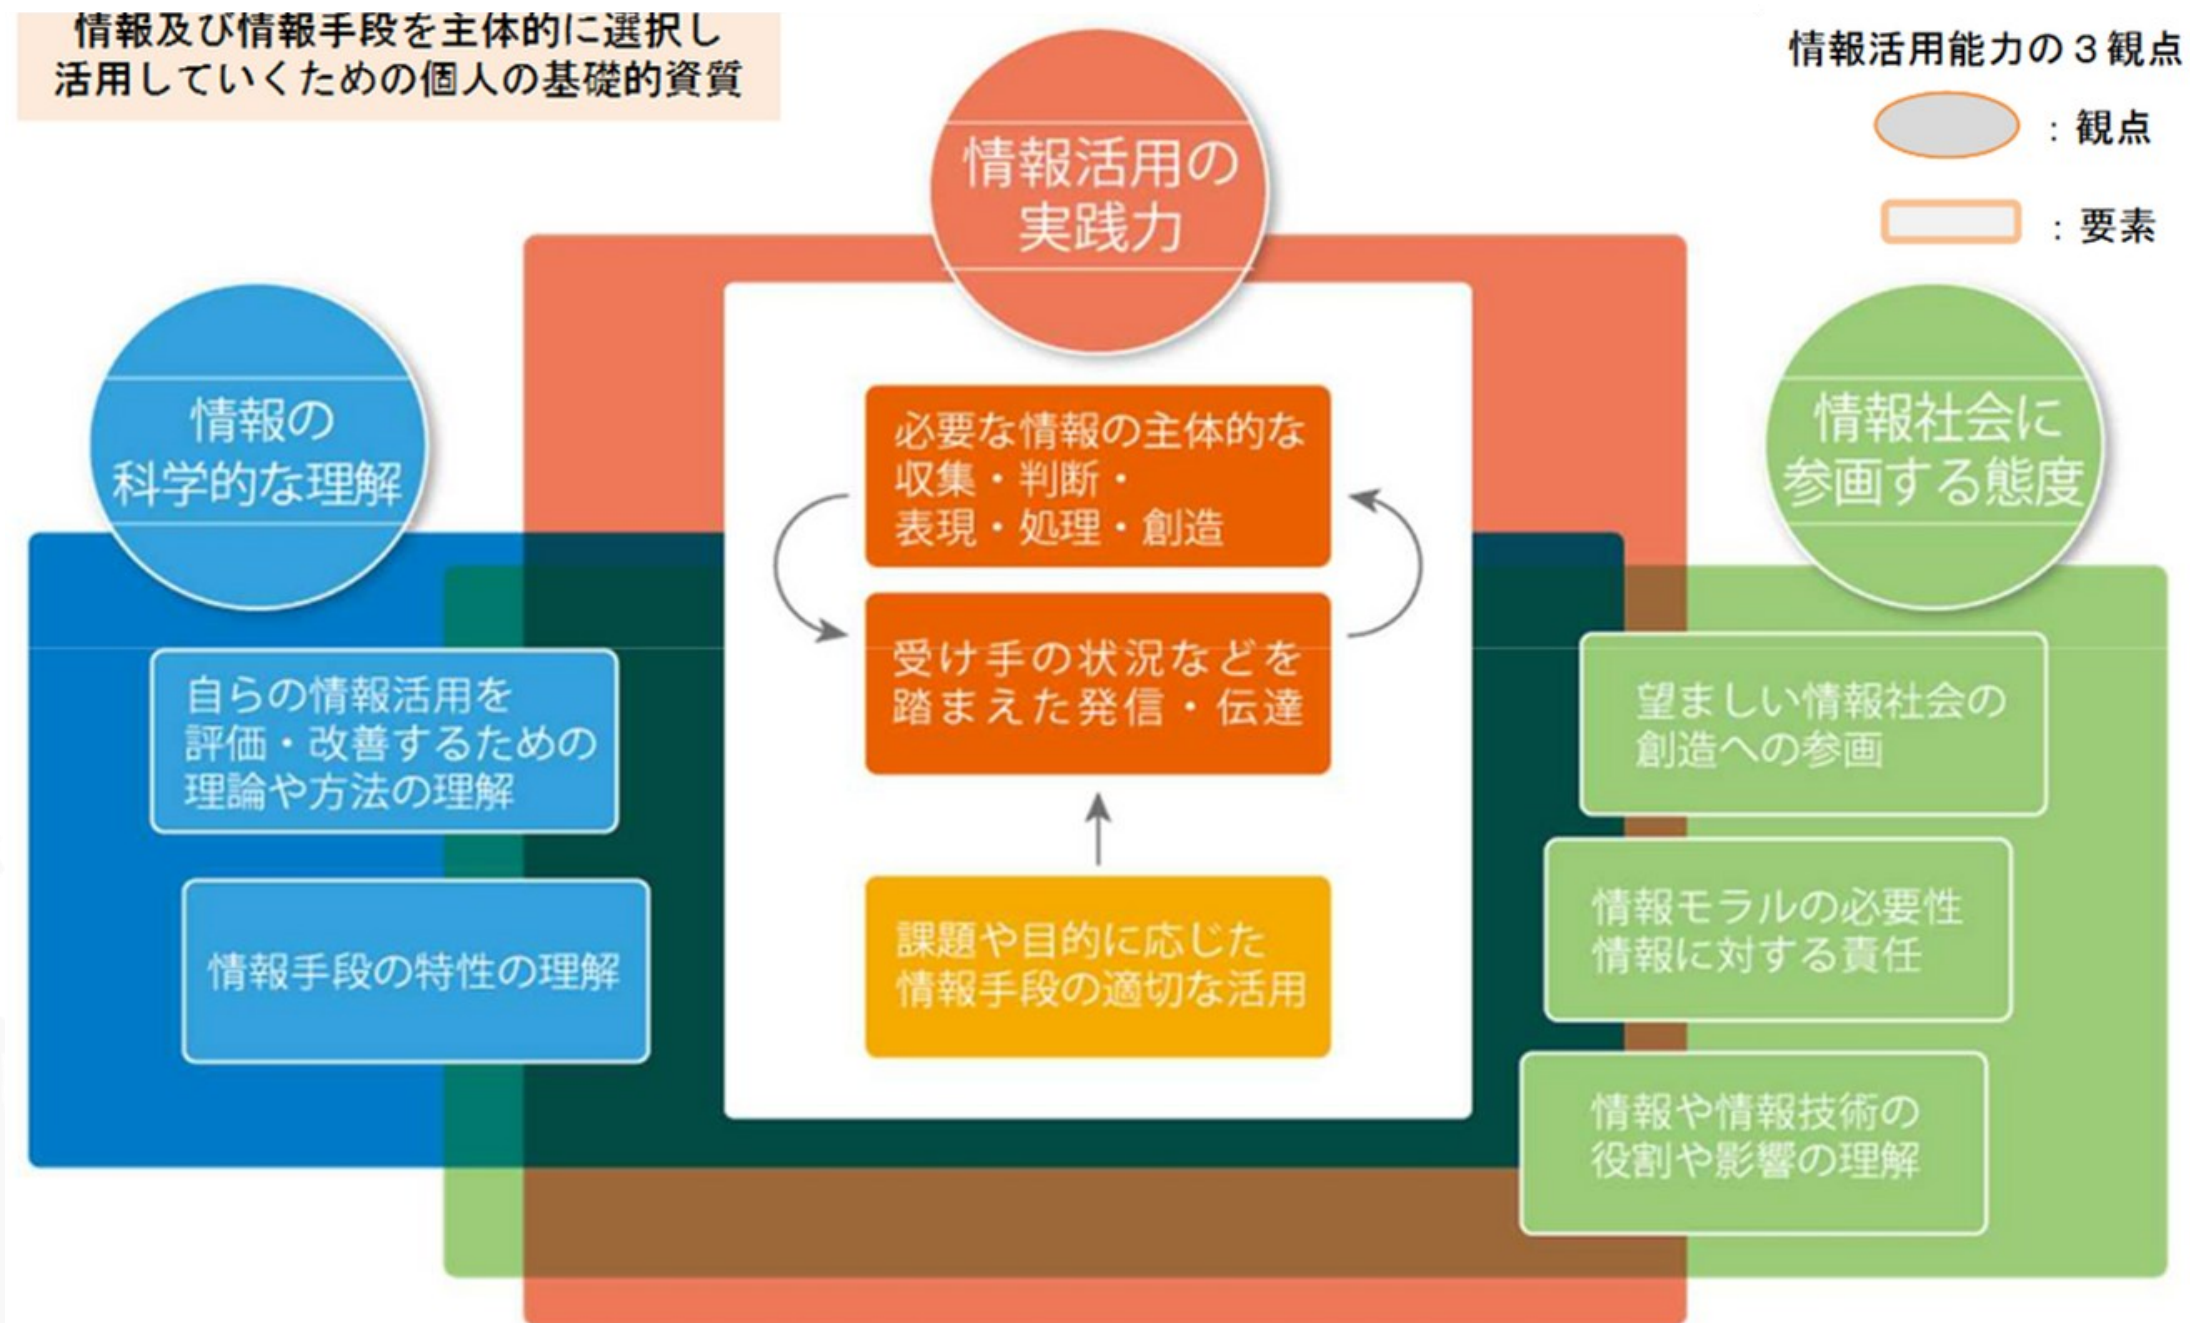 情報及び情報手段を主体的に選択し
活用していくための個人の基礎的資質
情報活用能力の３観点
：観点
：要素
情報活用の
実践力
情報の
科学的な理解
情報社会に
参画する態度
必要な情報の主体的な
収集・判断・
表現・処理・創造
受け手の状況などを
踏まえた発信・伝達
課題や目的に応じた
情報手段の適切な活用
自らの情報活用を
評価・改善するための
理論や方法の理解
情報手段の特性の理解
望ましい情報社会の
創造への参画
情報モラルの必要性
情報に対する責任
情報や情報技術の
役割や影響の理解